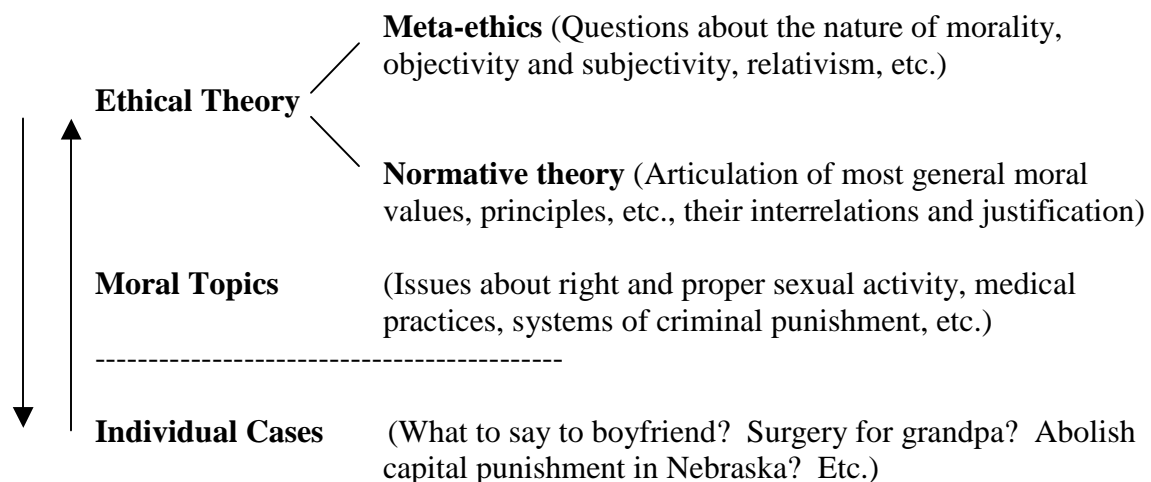 Meta-ethics (Questions about the nature of morality,
objectivity and subjectivity, relativism, etc.)
Ethical Theory
Normative theory (Articulation of most general moral
values, principles, etc., their interrelations and justification)
Moral Topics (Issues about right and proper sexual activity, medical
practices, systems of criminal punishment, etc.)
--------------------------------------------
Individual Cases (What to say to boyfriend? Surgery for grandpa? Abolish
capital punishment in Nebraska? Etc.)